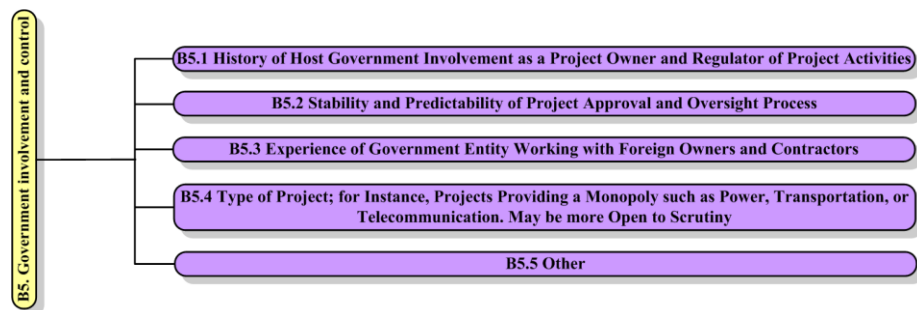 B5. Government involvement and control
B5.1 History of Host Government Involvement as a Project Owner and Regulator of Project Activities
B5.2 Stability and Predictability of Project Approval and Oversight Process
B5.3 Experience of Government Entity Working with Foreign Owners and Contractors
B5.4 Type of Project; for Instance, Projects Providing a Monopoly such as Power, Transportation, or
Telecommunication. May be more Open to Scrutiny
B5.5 Other